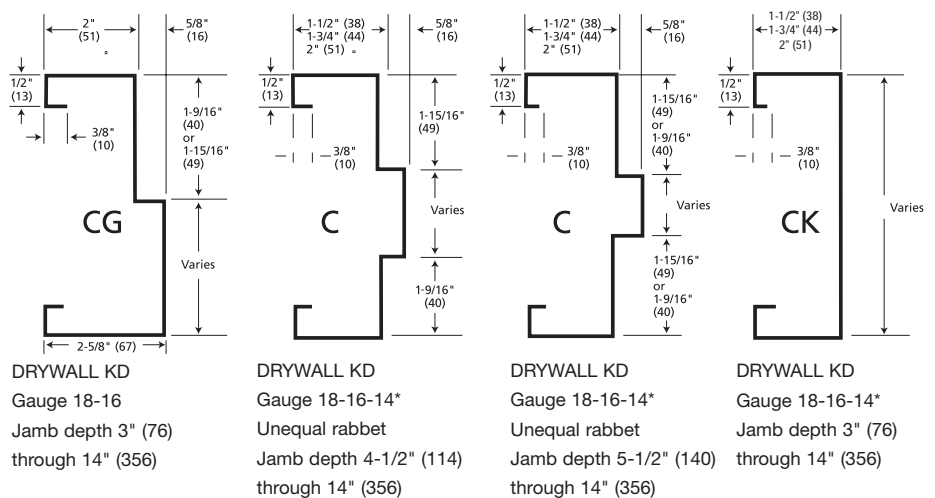 2"
(51)
5/8"
(16)
1/2"
(13)
3/8"
(10)
1-9/16"
(40)
or
1-15/16"
(49)
CG
Varies
2-5/8" (67)
DRYWALL KD
Gauge 18-16
Jamb depth 3" (76)
through 14" (356)
1-1/2" (38)
1-3/4" (44)
2" (51)
5/8"
(16)
1/2"
(13)
1-15/16"
(49)
3/8"
(10)
C
Varies
1-9/16"
(40)
DRYWALL KD
Gauge 18-16-14*
Unequal rabbet
Jamb depth 4-1/2" (114)
through 14" (356)
1-1/2" (38)
1-3/4" (44)
2" (51)
5/8"
(16)
1/2"
(13)
1-15/16"
(49)
or
1-9/16"
(40)
3/8"
(10)
C
Varies
1-15/16"
(49)
or
1-9/16"
(40)
DRYWALL KD
Gauge 18-16-14*
Unequal rabbet
Jamb depth 5-1/2" (140)
through 14" (356)
1-1/2" (38)
1-3/4" (44)
2" (51)
1/2"
(13)
3/8"
(10)
CK
Varies
DRYWALL KD
Gauge 18-16-14*
Jamb depth 3" (76)
through 14" (356)